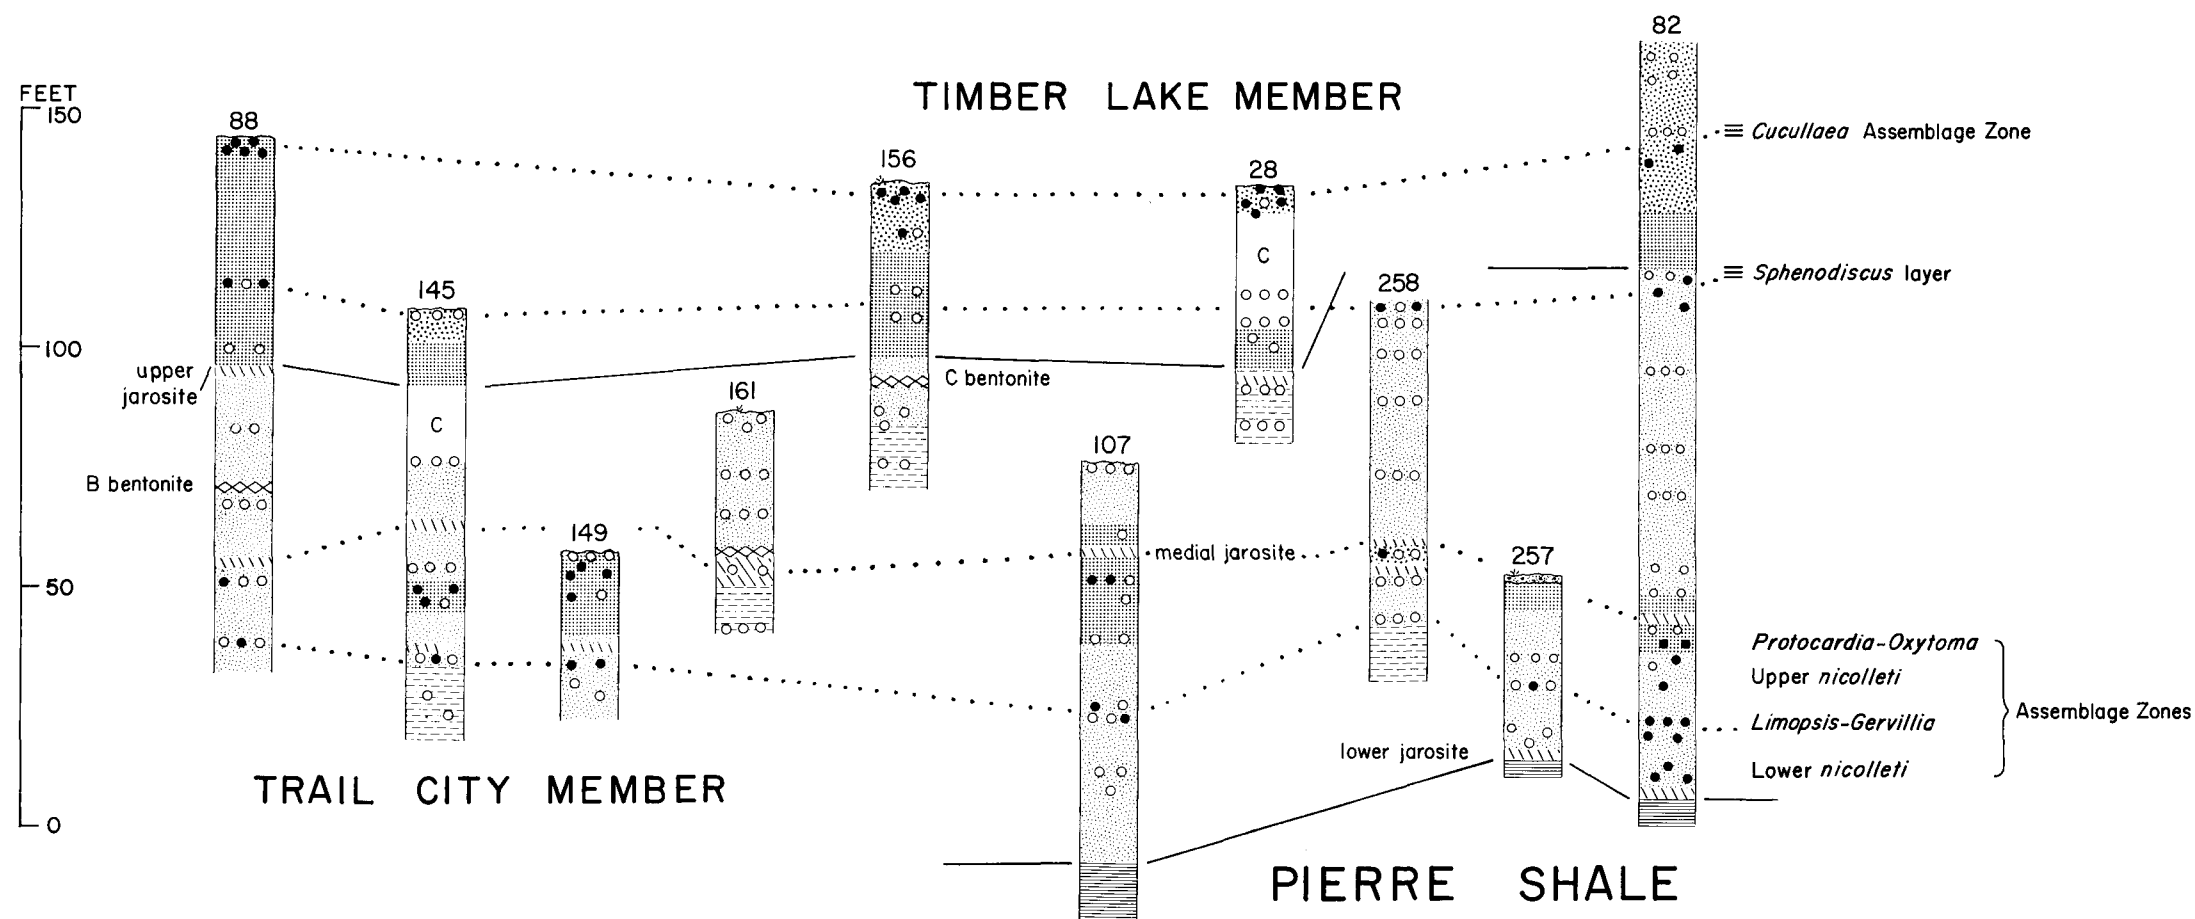 82
TIMBER LAKE MEMBER
FEET
150
88
Cucullaea Assemblage Zone
156
28
C
Sphenodiscus layer
258
145
100
upper
jarosite
C bentonite
161
C
107
B bentonite
149
medial jarosite
257
50
Protocardia-Oxytoma
Upper nicolleti
Limopsis-Gervillia
Assemblage Zones
lower jarosite
Lower nicolleti
TRAIL CITY MEMBER
0
PIERRE SHALE